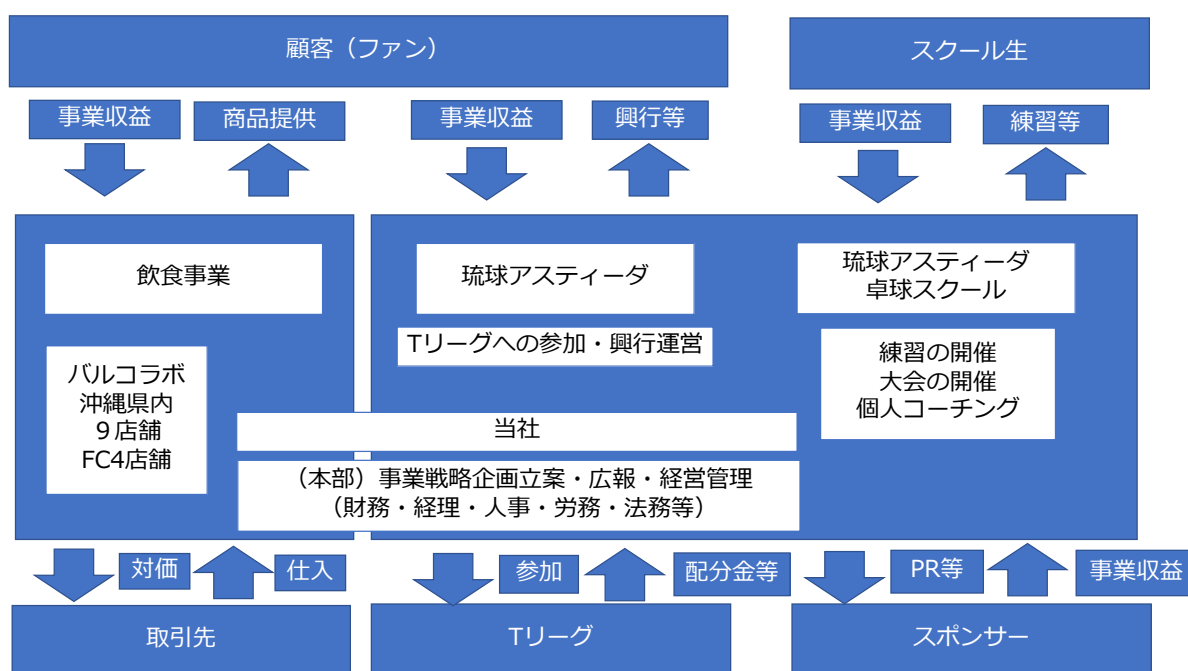 顧客（ファン）
スクール生
事業収益
商品提供
事業収益
興行等
事業収益
練習等
飲食事業
琉球アスティーダ
琉球アスティーダ
卓球スクール
Tリーグへの参加・興行運営
バルコラボ
沖縄県内
９店舗
FC4店舗
練習の開催
大会の開催
個人コーチング
当社
（本部）事業戦略企画立案・広報・経営管理
（財務・経理・人事・労務・法務等）
対価
仕入
参加
配分金等
PR等
事業収益
取引先
Tリーグ
スポンサー